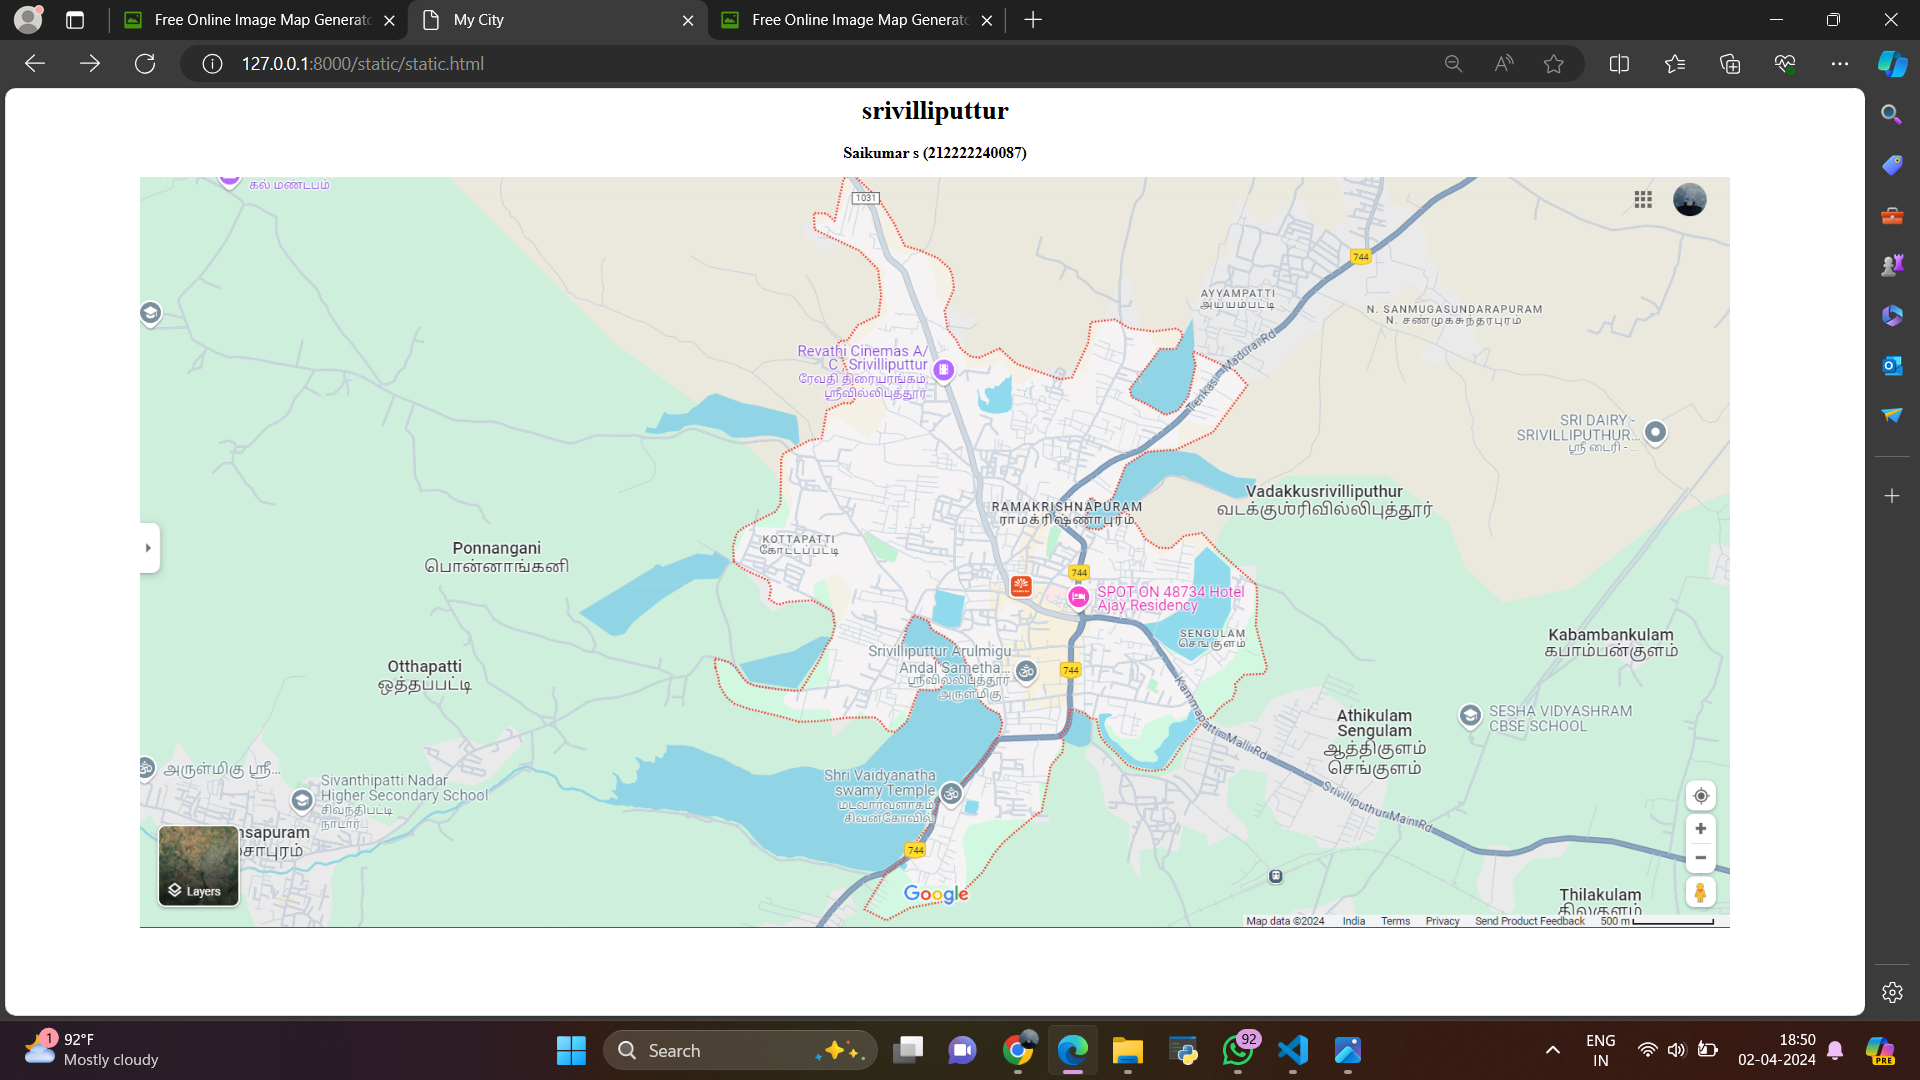 Free Online Image Map Generato
My City
Free Online Image Map Generato
127.0.0.1:8000/static/static.html
srivilliputtur
Saikumar s (212222240087)
கல் மண்டபம்
1031
744
AYYAMPATTI
அய்யம்பட்டி
N. SANMUGASUNDARAPURAM
N. சண்முகசுந்தரபுரம்
Tenkasi - Madurai Rd
Revathi Cinemas A/
C , Srivilliputtur
ரேவதி திரையரங்கம்,
ஸ்ரீவில்லிபுத்தூர்
SRI DAIRY -
SRIVILLIPUTHUR...
ஸ்ரீ டைரி - ...
Vadakkusrivilliputhur
வடக்குஸ்ரிவில்லிபுத்தூர்
RAMAKRISHNAPURAM
ராமக்ரிஷ்ணாபுரம்
KOTTAPATTI
கோட்டப்பட்டி
Ponnangani
பொன்னாங்கனி
744
SPOT ON 48734 Hotel
Ajay Residency
SENGULAM
செங்குளம்
Kabambankulam
கபாம்பன்குளம்
Otthapatti
ஒத்தப்பட்டி
Srivilliputtur Arulmigu
Andal Sametha...
ஸ்ரீவில்லிபுத்தூர்
அருள்மிகு...
744
Kammapatti - Malli Rd
Athikulam
Sengulam
ஆத்திகுளம்
செங்குளம்
SESHA VIDYASHRAM
CBSE SCHOOL
அருள்மிகு ஸ்ரீ...
Sivanthipatti Nadar
Higher Secondary School
சிவந்திபட்டி
நாடார்...
Shri Vaidyanatha
swamy Temple
மடவார்வளாகம்
சிவன்கோவில்
Srivilliputhur Main Rd
nsapuram
சாபுரம்
744
Layers
Google
Thilakulam
திலகுளம்
Map data ©2024 India Terms Privacy Send Product Feedback 500 m
1
92°F
Mostly cloudy
Search
92
ENG
IN
18:50
02-04-2024
PRE